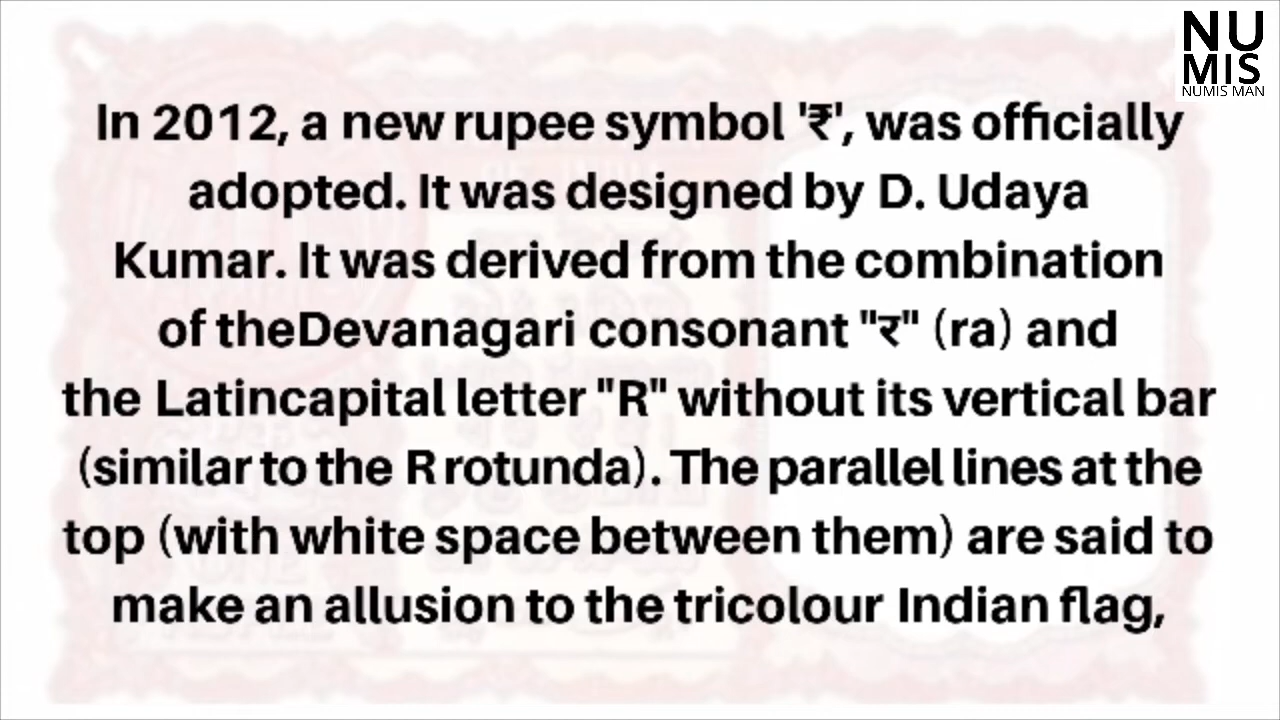 NU
MIS
NUMIS MAN
In 2012, a new rupee symbol '₹', was officially
adopted. It was designed by D. Udaya
Kumar. It was derived from the combination
of theDevanagari consonant "र" (ra) and
the Latincapital letter "R" without its vertical bar
(similar to the R rotunda). The parallel lines at the
top (with white space between them) are said to
make an allusion to the tricolour Indian flag,